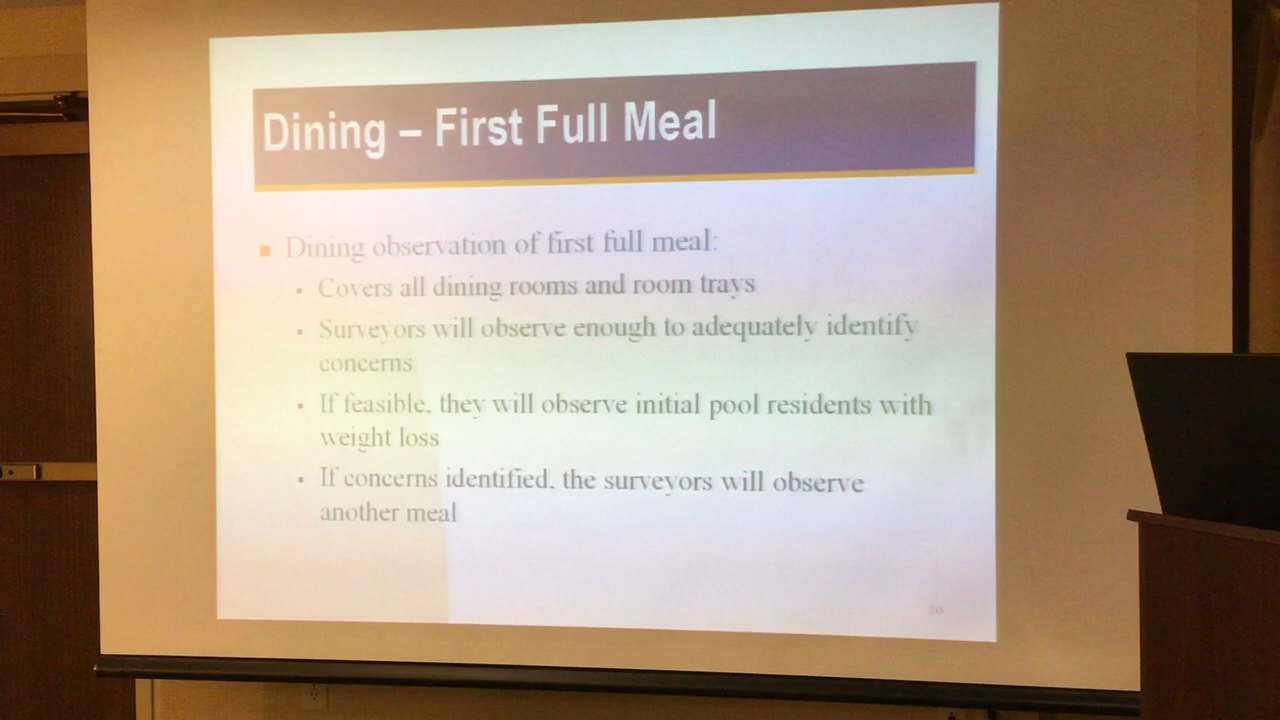 Dining – First Full Meal
Dining observation of first full meal:
Covers all dining rooms and room trays
Surveyors will observe enough to adequately identify
concerns
If feasible, they will observe initial pool residents with
weight loss
If concerns identified, the surveyors will observe
another meal